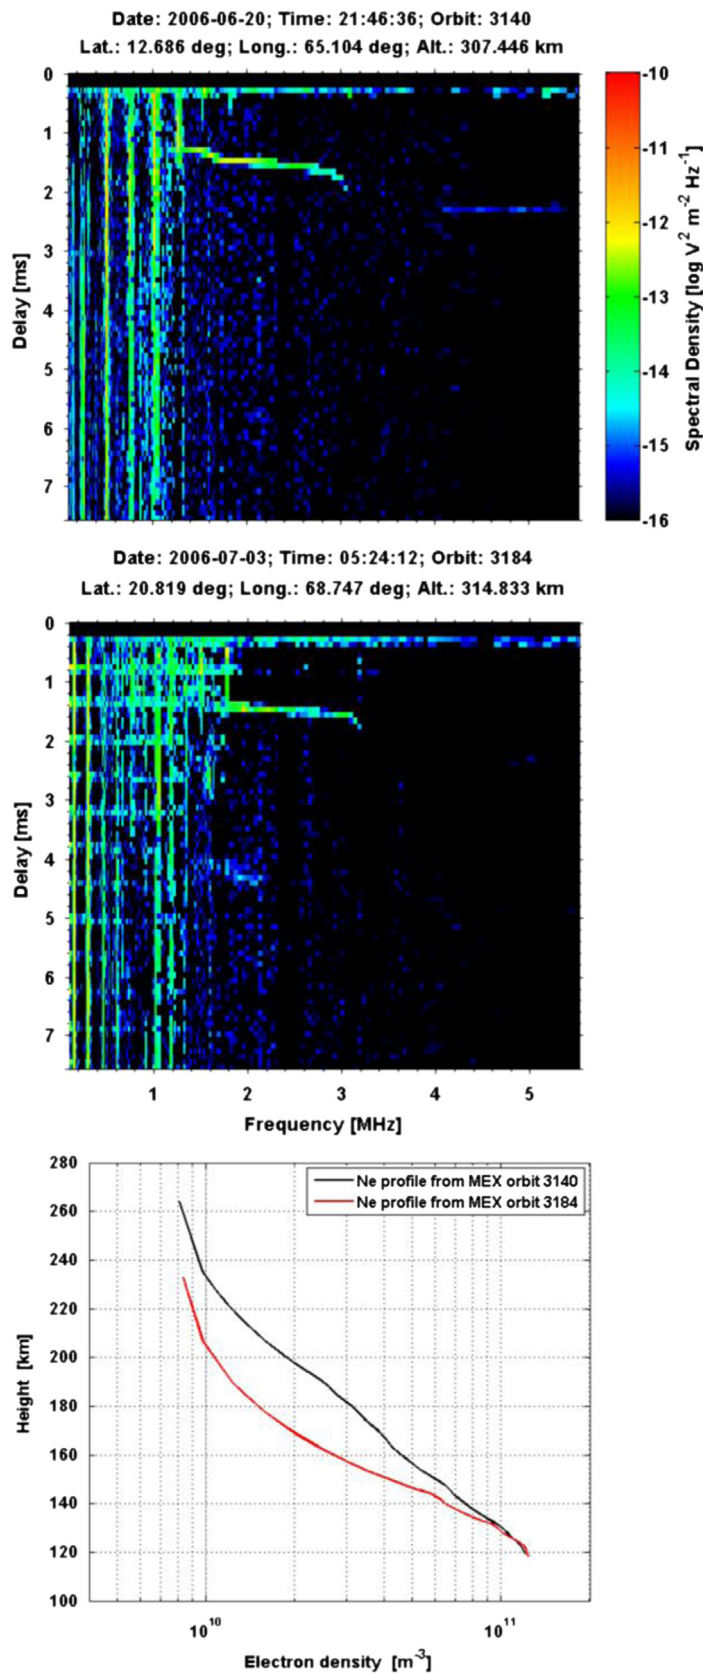 Date: 2006-06-20; Time: 21:46:36; Orbit: 3140
Lat.: 12.686 deg; Long.: 65.104 deg; Alt.: 307.446 km
0
1
2
3
4
5
6
7
Delay [ms]
-10
-11
-12
-13
-14
-15
-16
Spectral Density [log V² m⁻² Hz⁻¹]
Date: 2006-07-03; Time: 05:24:12; Orbit: 3184
Lat.: 20.819 deg; Long.: 68.747 deg; Alt.: 314.833 km
0
1
2
3
4
5
6
7
Delay [ms]
1 2 3 4 5
Frequency [MHz]
280
260
240
220
200
180
160
140
120
100
Height [km]
Ne profile from MEX orbit 3140
Ne profile from MEX orbit 3184
10¹⁰ 10¹¹
Electron density [m⁻³]